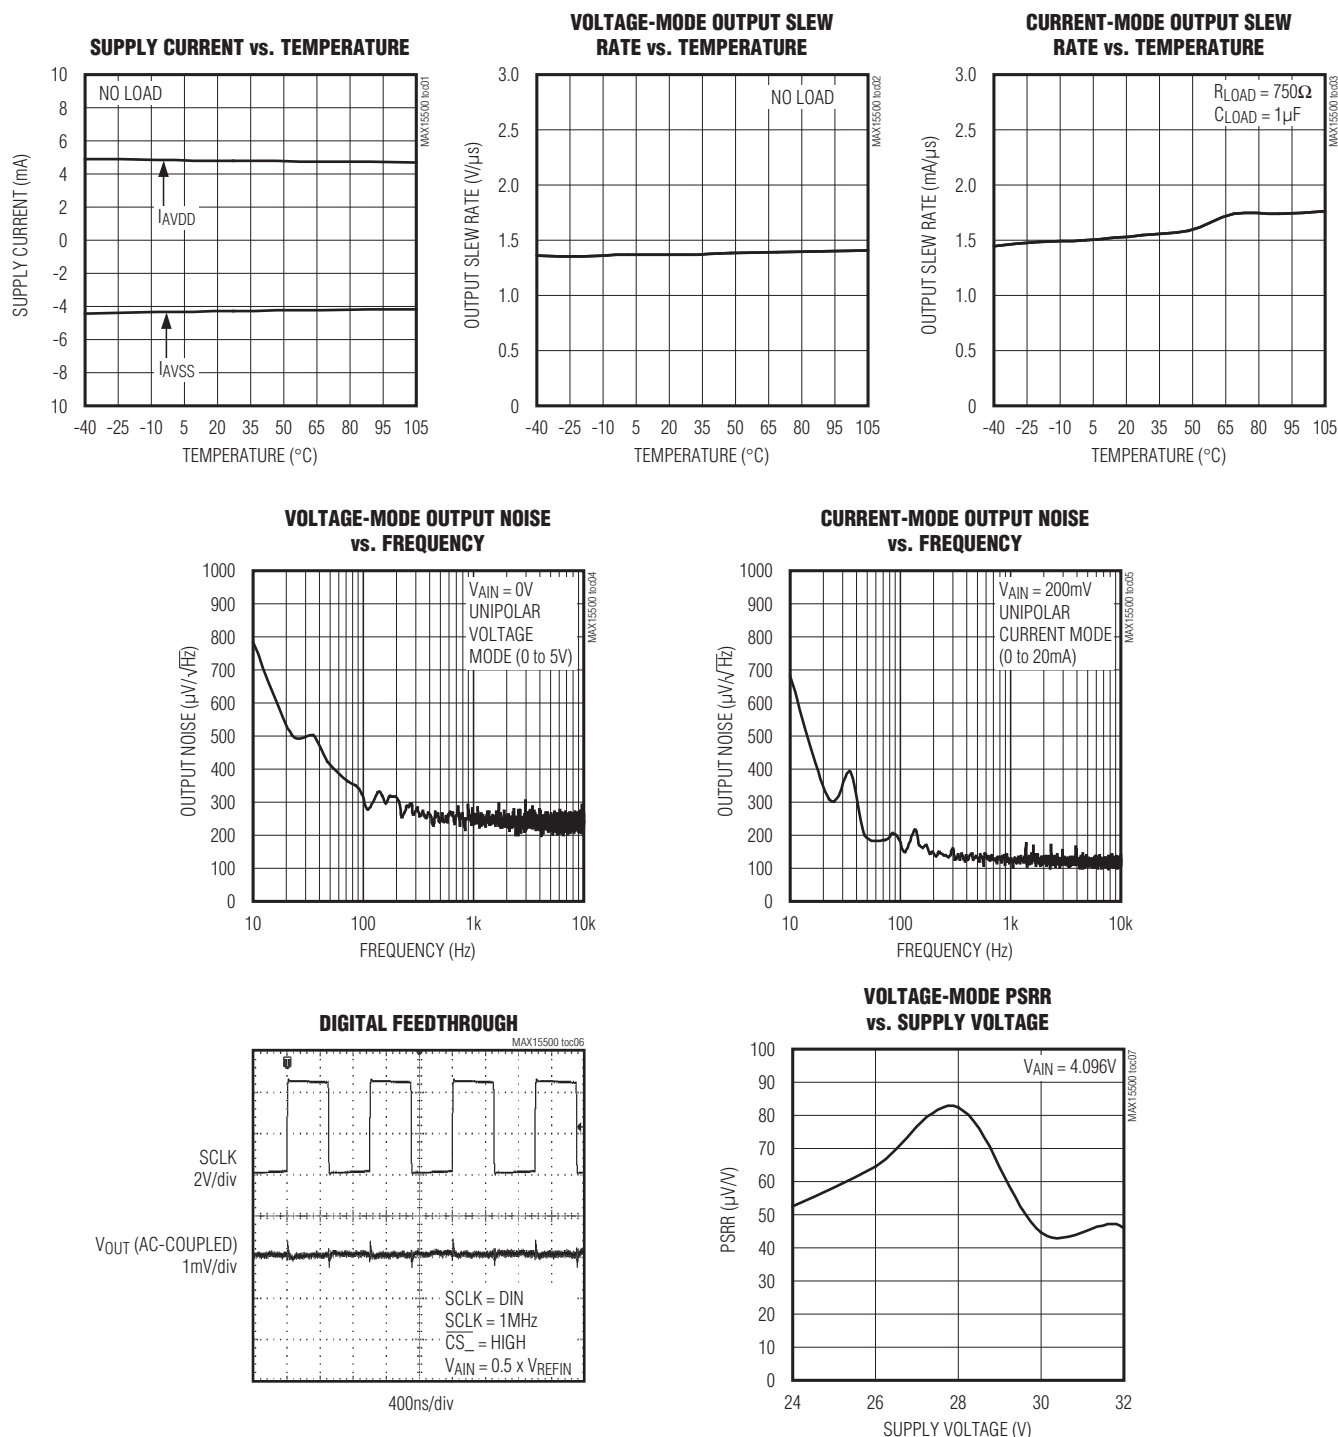 SUPPLY CURRENT vs. TEMPERATURE
10
8
6
4
2
0
-2
-4
-6
-8
10
SUPPLY CURRENT (mA)
NO LOAD
IAVDD
IAVSS
MAX15500 toc01
-40 -25 -10 5 20 35 50 65 80 95 105
TEMPERATURE (°C)
VOLTAGE-MODE OUTPUT SLEW
RATE vs. TEMPERATURE
3.0
2.5
2.0
1.5
1.0
0.5
0
OUTPUT SLEW RATE (V/µs)
NO LOAD
MAX15500 toc02
-40 -25 -10 5 20 35 50 65 80 95 105
TEMPERATURE (°C)
CURRENT-MODE OUTPUT SLEW
RATE vs. TEMPERATURE
3.0
2.5
2.0
1.5
1.0
0.5
0
OUTPUT SLEW RATE (mA/µs)
RLOAD = 750Ω
CLOAD = 1µF
MAX15500 toc03
-40 -25 -10 5 20 35 50 65 80 95 105
TEMPERATURE (°C)
VOLTAGE-MODE OUTPUT NOISE
vs. FREQUENCY
1000
900
800
700
600
500
400
300
200
100
0
OUTPUT NOISE (µV/√Hz)
VAIN = 0V
UNIPOLAR
VOLTAGE
MODE (0 to 5V)
MAX15500 toc04
10 100 1k 10k
FREQUENCY (Hz)
CURRENT-MODE OUTPUT NOISE
vs. FREQUENCY
1000
900
800
700
600
500
400
300
200
100
0
OUTPUT NOISE (µV/√Hz)
VAIN = 200mV
UNIPOLAR
CURRENT MODE
(0 to 20mA)
MAX15500 toc05
10 100 1k 10k
FREQUENCY (Hz)
DIGITAL FEEDTHROUGH
MAX15500 toc06
SCLK
2V/div
VOUT (AC-COUPLED)
1mV/div
SCLK = DIN
SCLK = 1MHz
C̅S̅_̅ = HIGH
VAIN = 0.5 x VREFIN
400ns/div
VOLTAGE-MODE PSRR
vs. SUPPLY VOLTAGE
100
90
80
70
60
50
40
30
20
10
0
PSRR (µV/V)
VAIN = 4.096V
MAX15500 toc07
24 26 28 30 32
SUPPLY VOLTAGE (V)